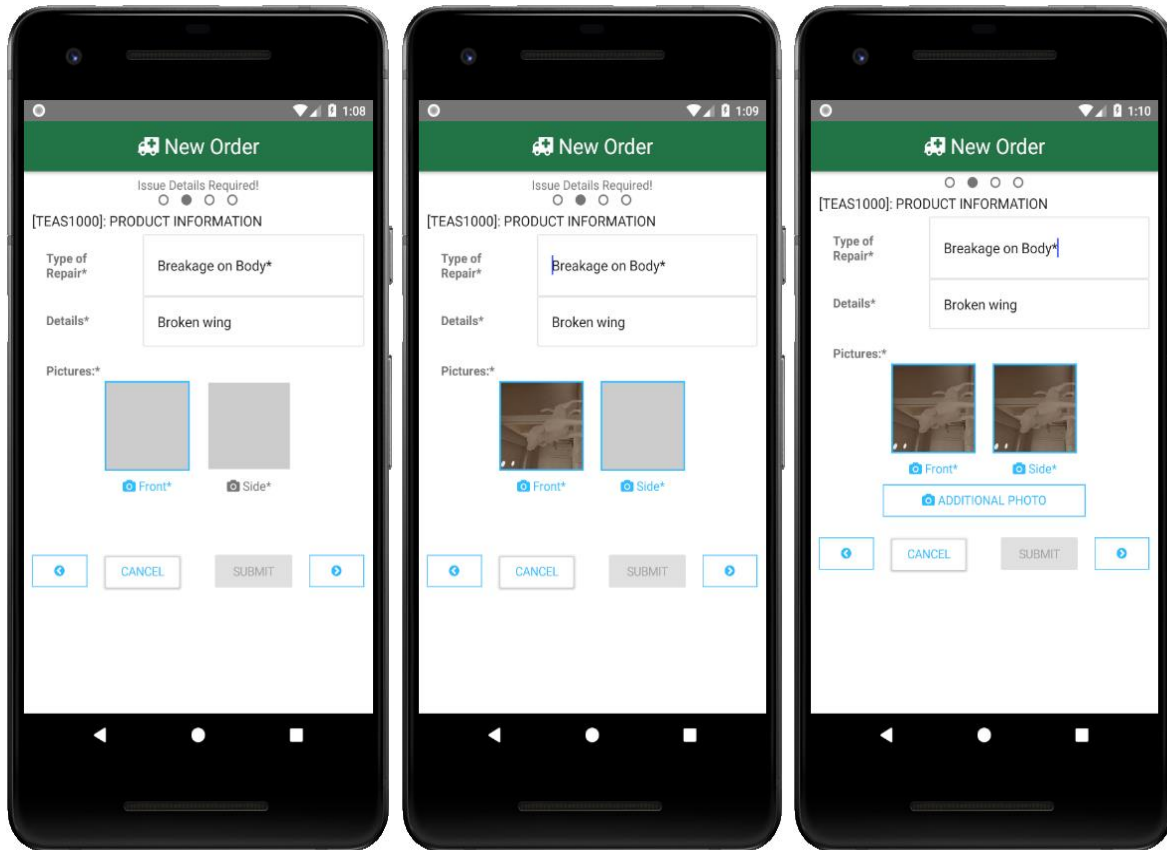 1:08
New Order
Issue Details Required!
[TEAS1000]: PRODUCT INFORMATION
Type of
Repair*
Breakage on Body*
Details*
Broken wing
Pictures:*
Front*
Side*
CANCEL
SUBMIT
1:09
New Order
Issue Details Required!
[TEAS1000]: PRODUCT INFORMATION
Type of
Repair*
Breakage on Body*
Details*
Broken wing
Pictures:*
Front*
Side*
CANCEL
SUBMIT
1:10
New Order
[TEAS1000]: PRODUCT INFORMATION
Type of
Repair*
Breakage on Body*
Details*
Broken wing
Pictures:*
Front*
Side*
ADDITIONAL PHOTO
CANCEL
SUBMIT